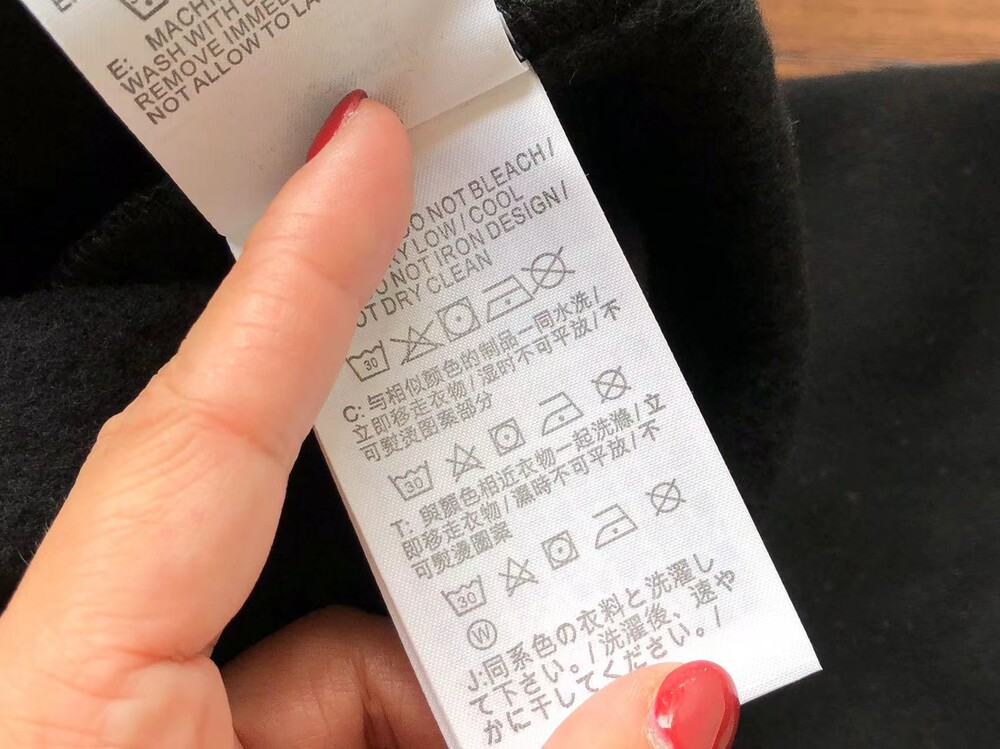 E: MACHI
WASH WITH
REMOVE IMME
NOT ALLOW TO LA
DO NOT BLEACH /
LOW / COOL
NOT IRON DESIGN /
DRY CLEAN
30
C: 与相似颜色的制品一同水洗/
立即移走衣物/湿时不可平放/不
可熨烫图案部分
30
T: 與顏色相近衣物一起洗滌/立
即移走衣物/濕時不可平放/不
可熨燙圖案
30
W
J:同系色の衣料と洗濯し
て下さい。/洗濯後、速や
かに干してください。/